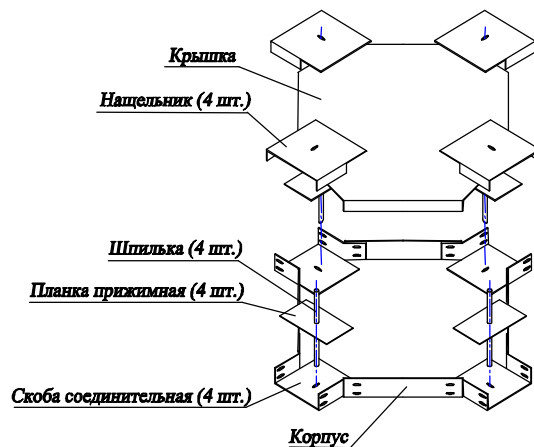 Крышка
Нащельник (4 шт.)
Шпилька (4 шт.)
Планка прижимная (4 шт.)
Скоба соединительная (4 шт.)
Корпус